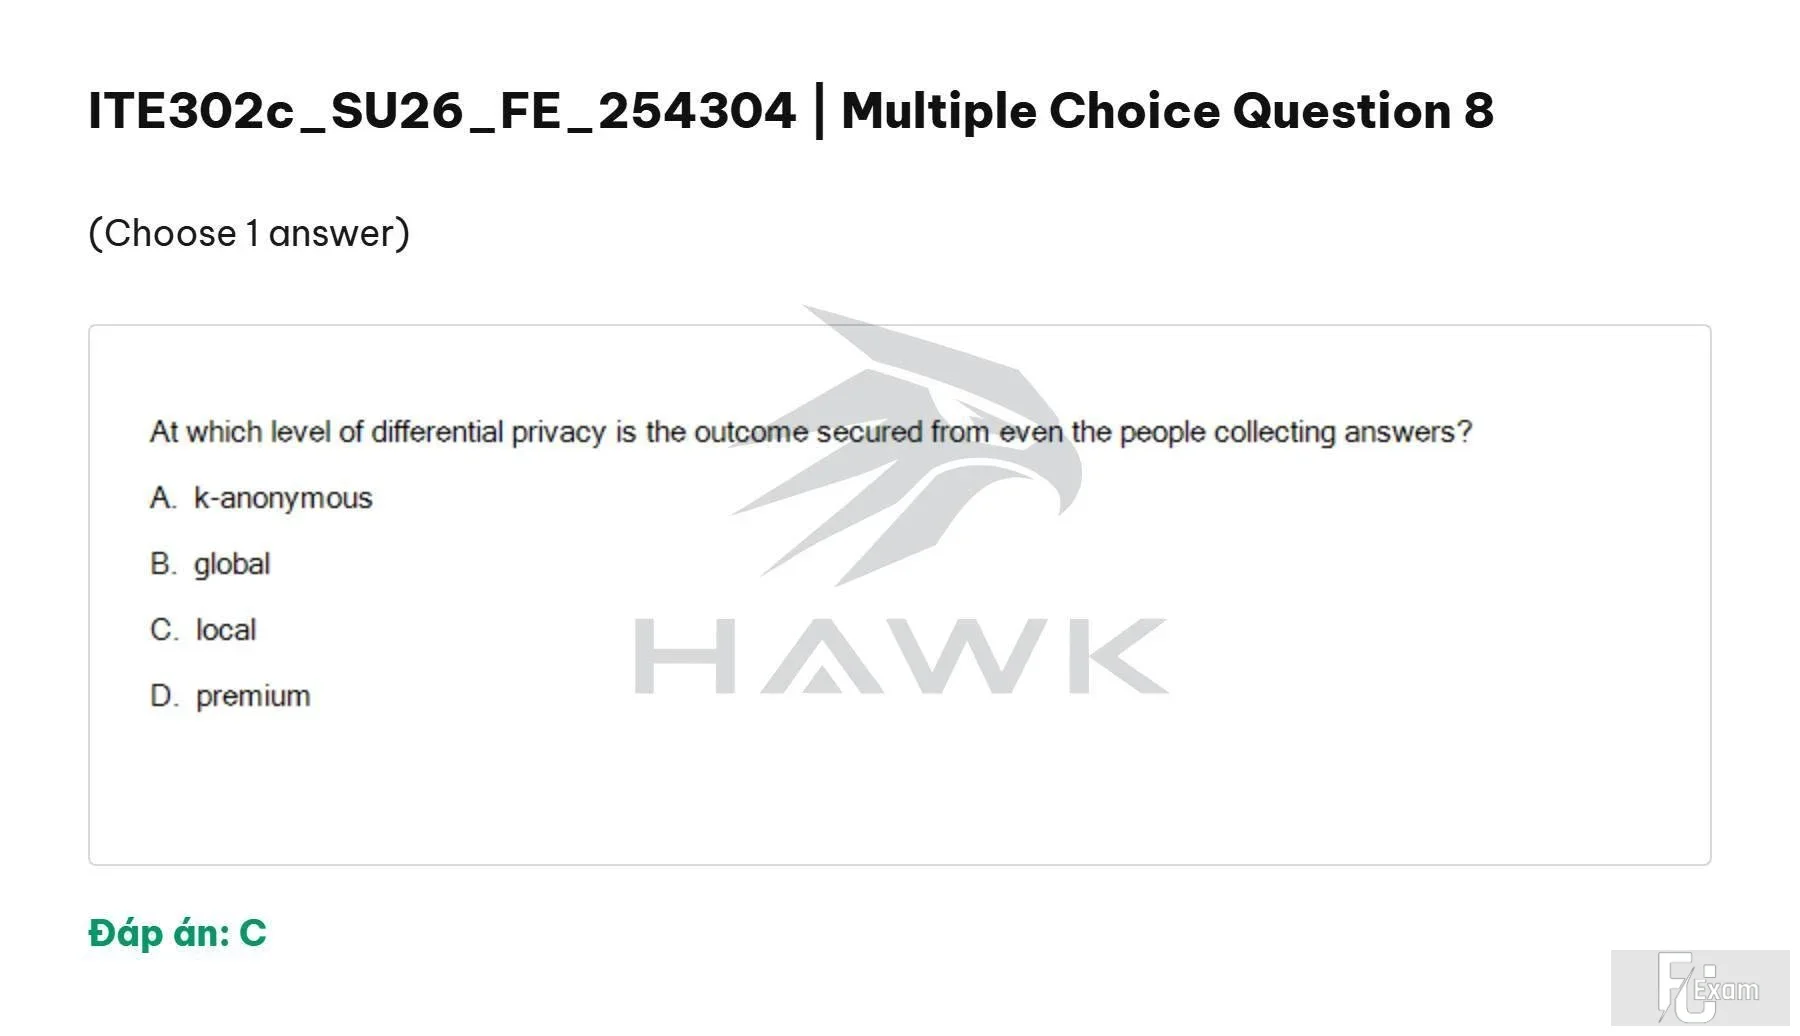 ITE302c_SU26_FE_254304 | Multiple Choice Question 8
(Choose 1 answer)
At which level of differential privacy is the outcome secured from even the people collecting answers?
A. k-anonymous
B. global
C. local
D. premium
HAWK
Đáp án: C
FU Exam